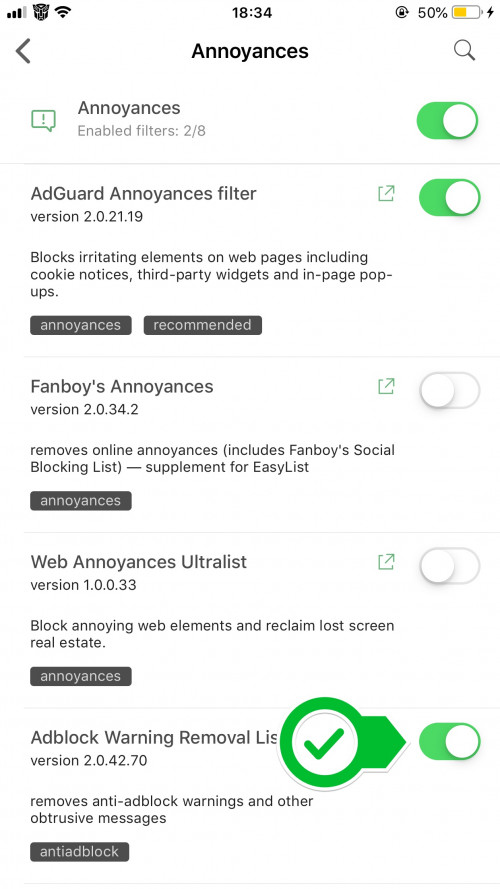 18:34
50%
Annoyances
Annoyances
Enabled filters: 2/8
AdGuard Annoyances filter
version 2.0.21.19
Blocks irritating elements on web pages including
cookie notices, third-party widgets and in-page pop-
ups.
annoyances recommended
Fanboy's Annoyances
version 2.0.34.2
removes online annoyances (includes Fanboy's Social
Blocking List) — supplement for EasyList
annoyances
Web Annoyances Ultralist
version 1.0.0.33
Block annoying web elements and reclaim lost screen
real estate.
annoyances
Adblock Warning Removal Lis
version 2.0.42.70
removes anti-adblock warnings and other
obtrusive messages
antiadblock